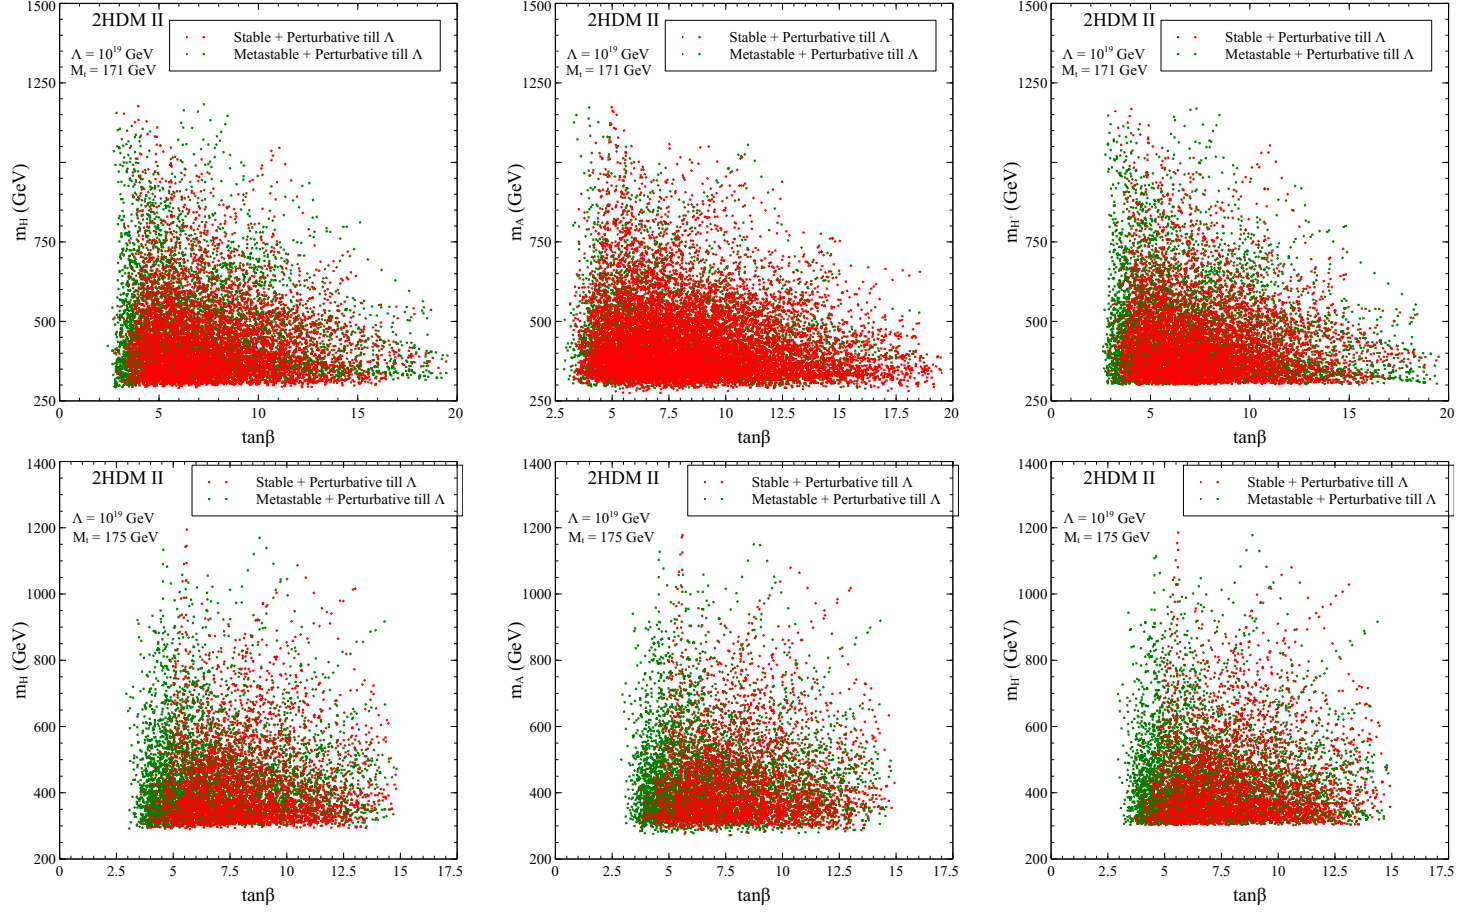 2HDM II
Stable + Perturbative till Λ
Metastable + Perturbative till Λ
Λ = 10¹⁹ GeV
Mₜ = 171 GeV
m_H (GeV)
1500
1250
750
500
250
0
5
10
15
20
tanβ
2HDM II
Stable + Perturbative till Λ
Metastable + Perturbative till Λ
Λ = 10¹⁹ GeV
Mₜ = 171 GeV
m_A (GeV)
1500
1250
750
500
250
2.5
5
7.5
10
12.5
15
17.5
20
tanβ
2HDM II
Stable + Perturbative till Λ
Metastable + Perturbative till Λ
Λ = 10¹⁹ GeV
Mₜ = 171 GeV
m_H⁺ (GeV)
1500
1250
750
500
250
0
5
10
15
20
tanβ
2HDM II
Stable + Perturbative till Λ
Metastable + Perturbative till Λ
Λ = 10¹⁹ GeV
Mₜ = 175 GeV
m_H (GeV)
1400
1200
1000
800
600
400
200
0
2.5
5
7.5
10
12.5
15
17.5
tanβ
2HDM II
Stable + Perturbative till Λ
Metastable + Perturbative till Λ
Λ = 10¹⁹ GeV
Mₜ = 175 GeV
m_A (GeV)
1400
1200
1000
800
600
400
200
0
2.5
5
7.5
10
12.5
15
17.5
tanβ
2HDM II
Stable + Perturbative till Λ
Metastable + Perturbative till Λ
Λ = 10¹⁹ GeV
Mₜ = 175 GeV
m_H⁺ (GeV)
1400
1200
1000
800
600
400
200
0
2.5
5
7.5
10
12.5
15
17.5
tanβ